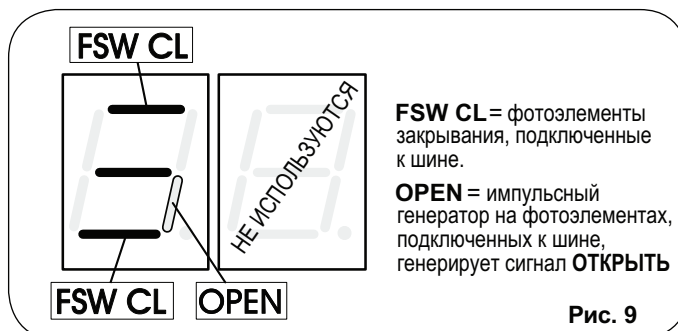 FSW CL
НЕ ИСПОЛЬЗУЮТСЯ
FSW CL
OPEN
FSW CL = фотоэлементы
закрывания, подключенные
к шине.
OPEN = импульсный
генератор на фотоэлементах,
подключенных к шине,
генерирует сигнал ОТКРЫТЬ
Рис. 9